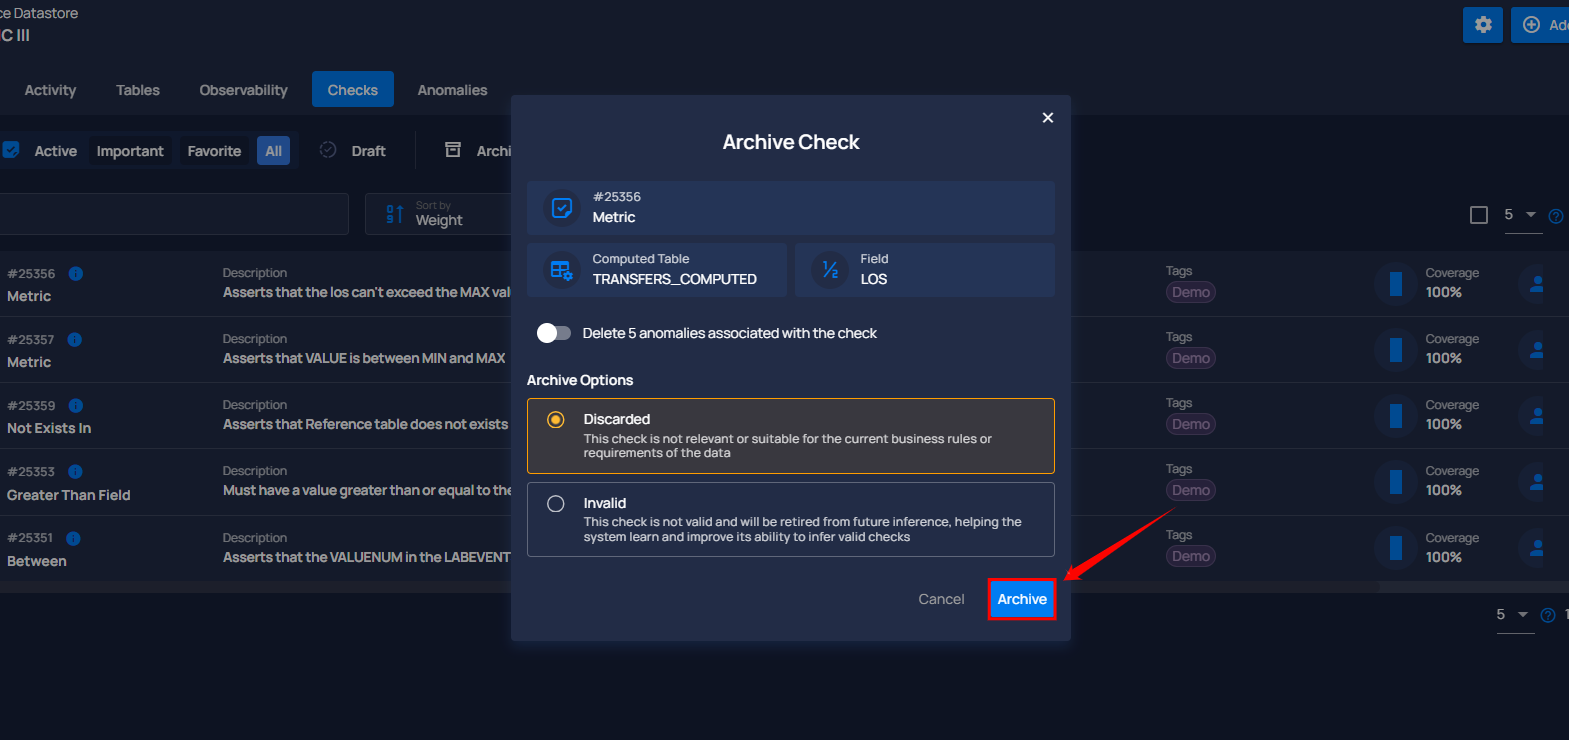 ce Datastore
C III
Add
Activity Tables Observability Checks Anomalies
Active Important Favorite All Draft Archi
Sort by
Weight
5
#25356
Metric
Description
Asserts that the los can't exceed the MAX val
Tags
Demo
Coverage
100%
#25357
Metric
Description
Asserts that VALUE is between MIN and MAX
Tags
Demo
Coverage
100%
#25359
Not Exists In
Description
Asserts that Reference table does not exists
Tags
Demo
Coverage
100%
#25353
Greater Than Field
Description
Must have a value greater than or equal to the
Tags
Demo
Coverage
100%
#25351
Between
Description
Asserts that the VALUENUM in the LABEVENT
Tags
Demo
Coverage
100%
5
1
Archive Check
#25356
Metric
Computed Table
TRANSFERS_COMPUTED
Field
LOS
Delete 5 anomalies associated with the check
Archive Options
Discarded
This check is not relevant or suitable for the current business rules or
requirements of the data
Invalid
This check is not valid and will be retired from future inference, helping the
system learn and improve its ability to infer valid checks
Cancel Archive